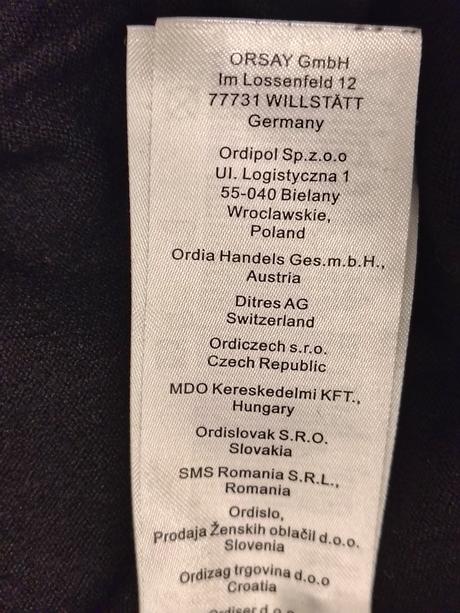 ORSAY GmbH
Im Lossenfeld 12
77731 WILLSTÄTT
Germany
Ordipol Sp.z.o.o
Ul. Logistyczna 1
55-040 Bielany
Wroclawskie,
Poland
Ordia Handels Ges.m.b.H.,
Austria
Ditres AG
Switzerland
Ordiczech s.r.o.
Czech Republic
MDO Kereskedelmi KFT.,
Hungary
Ordislovak S.R.O.
Slovakia
SMS Romania S.R.L.,
Romania
Ordislo,
Prodaja Ženskih oblačil d.o.o.
Slovenia
Ordizag trgovina d.o.o
Croatia
Ordiser d.o.o